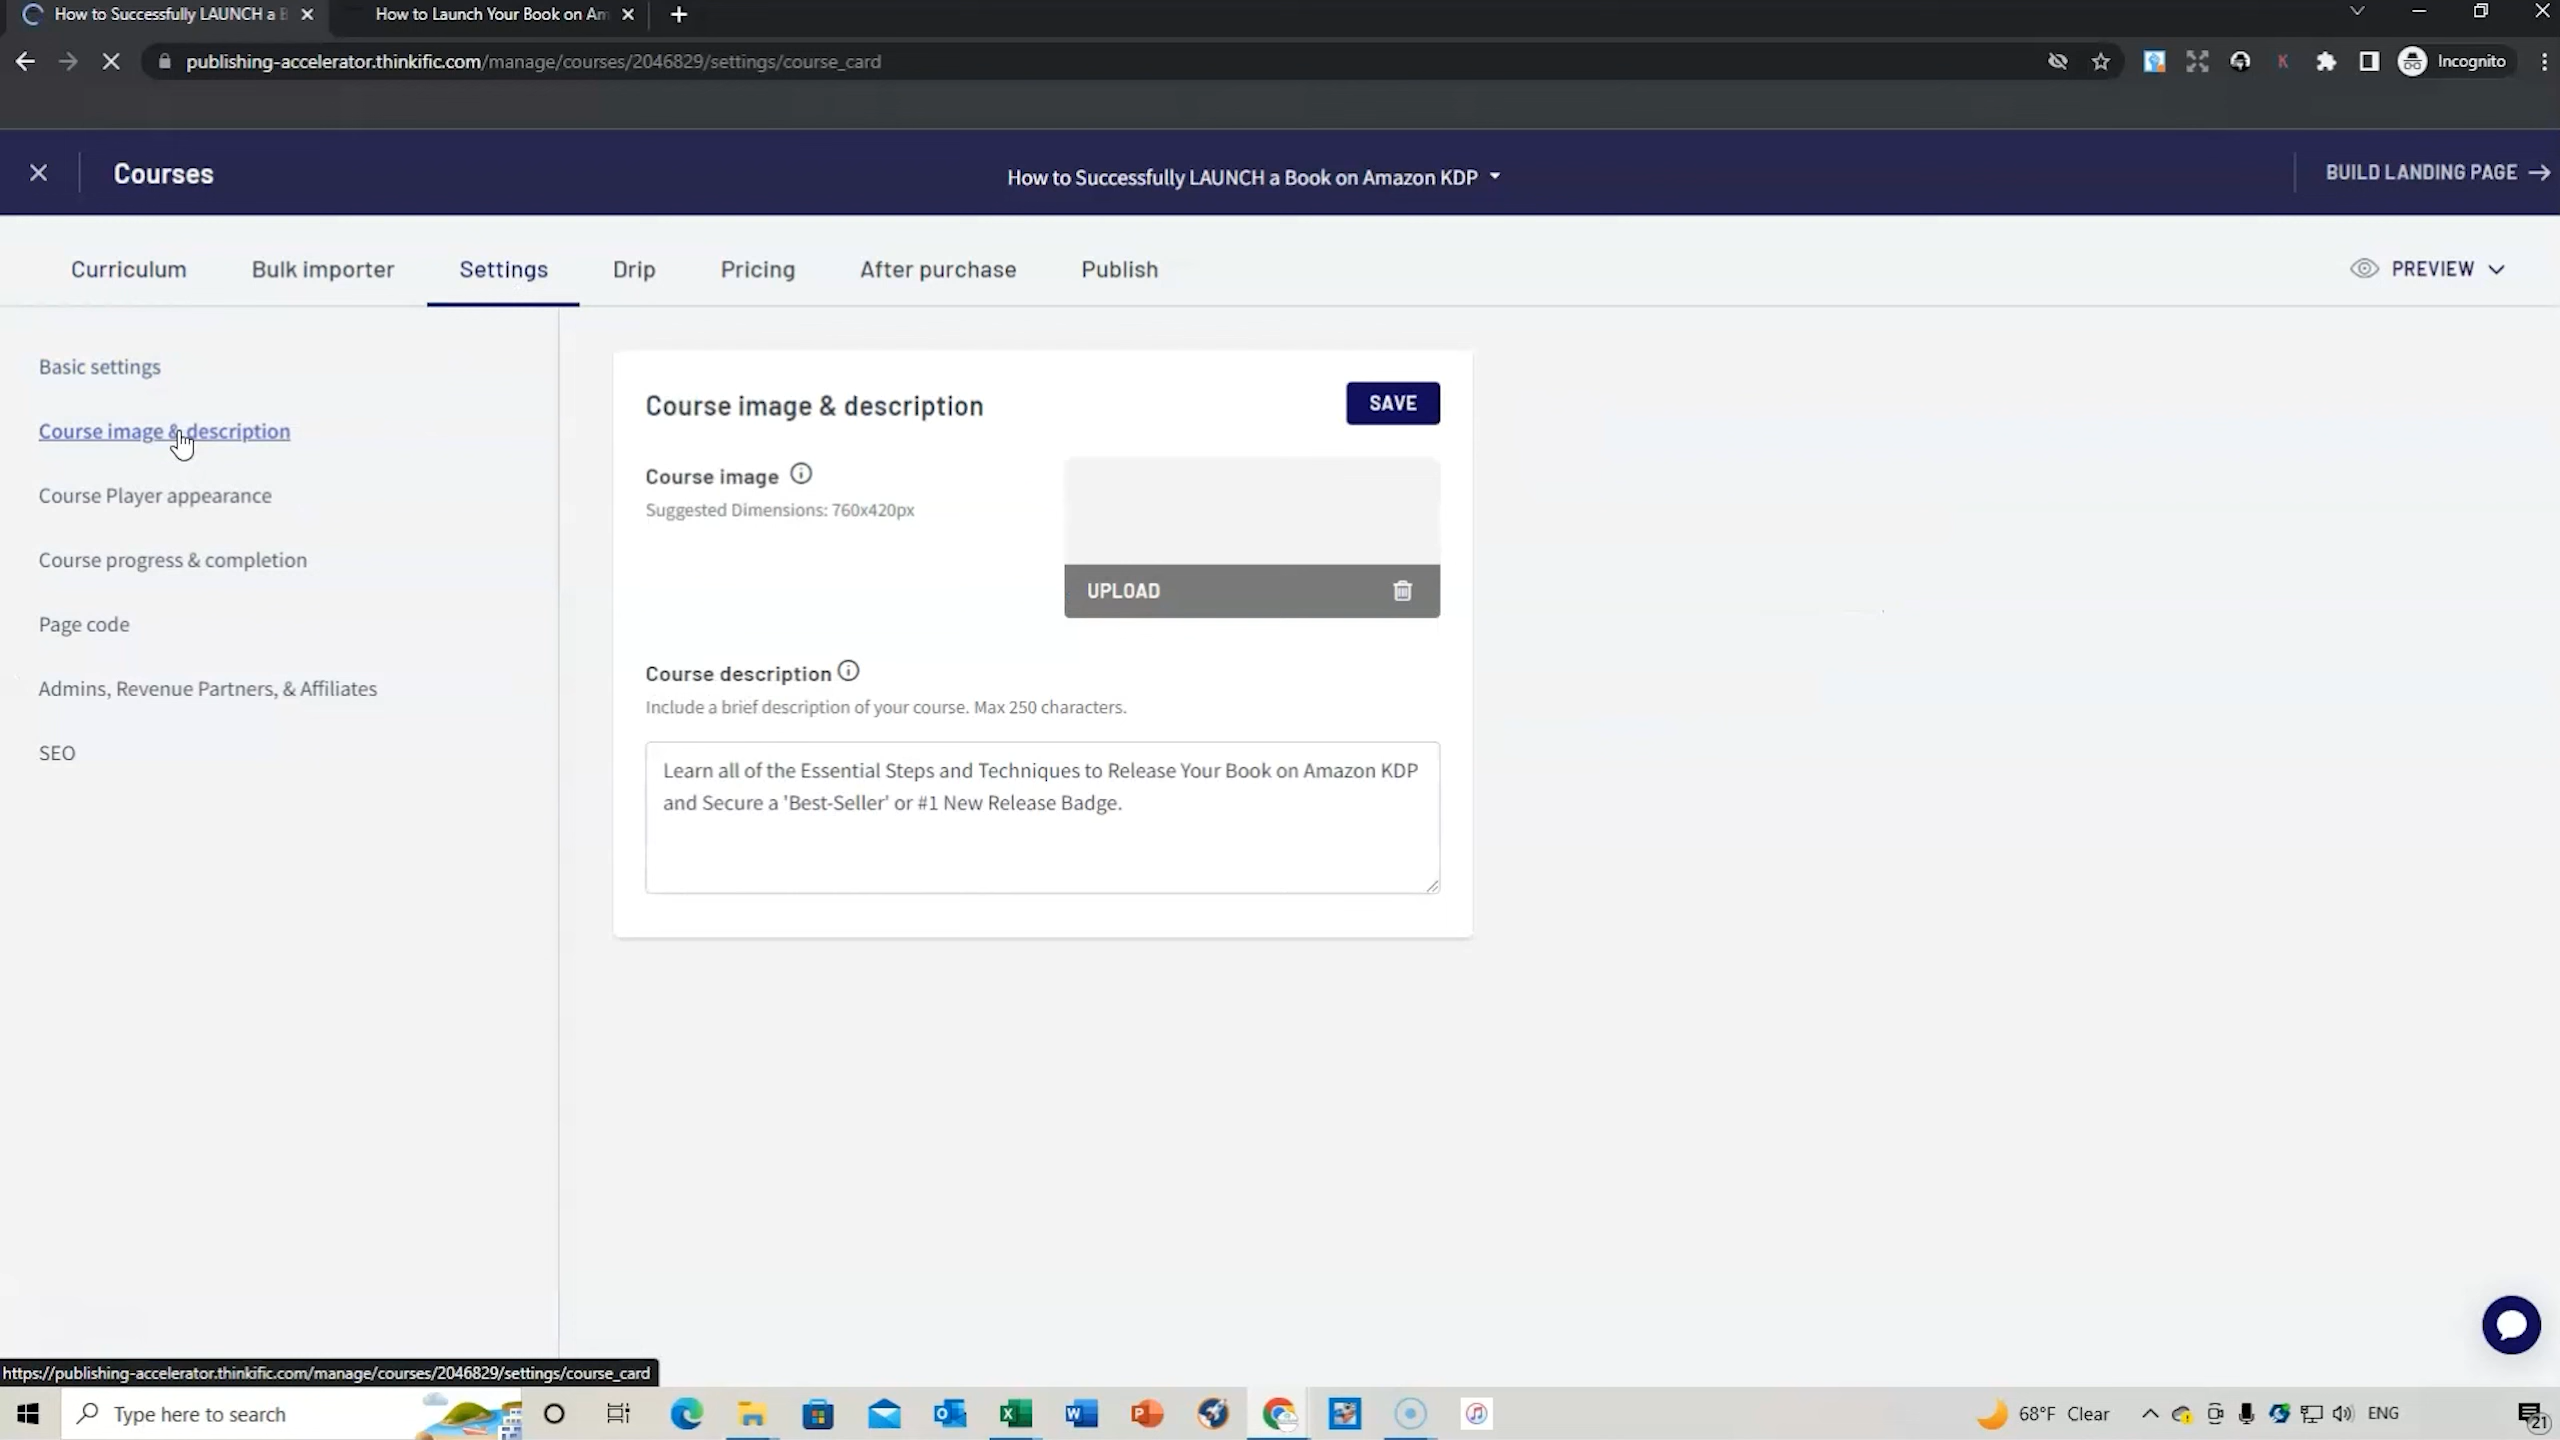 How to Successfully LAUNCH a B
How to Launch Your Book on Am
publishing-accelerator.thinkific.com/manage/courses/2046829/settings/course_card
Incognito
Courses
How to Successfully LAUNCH a Book on Amazon KDP
BUILD LANDING PAGE
Curriculum
Bulk importer
Settings
Drip
Pricing
After purchase
Publish
PREVIEW
Basic settings
Course image & description
Course Player appearance
Course progress & completion
Page code
Admins, Revenue Partners, & Affiliates
SEO
Course image & description
SAVE
Course image
Suggested Dimensions: 760x420px
UPLOAD
Course description
Include a brief description of your course. Max 250 characters.
Learn all of the Essential Steps and Techniques to Release Your Book on Amazon KDP
and Secure a 'Best-Seller' or #1 New Release Badge.
https://publishing-accelerator.thinkific.com/manage/courses/2046829/settings/course_card
Type here to search
68°F Clear
ENG
21